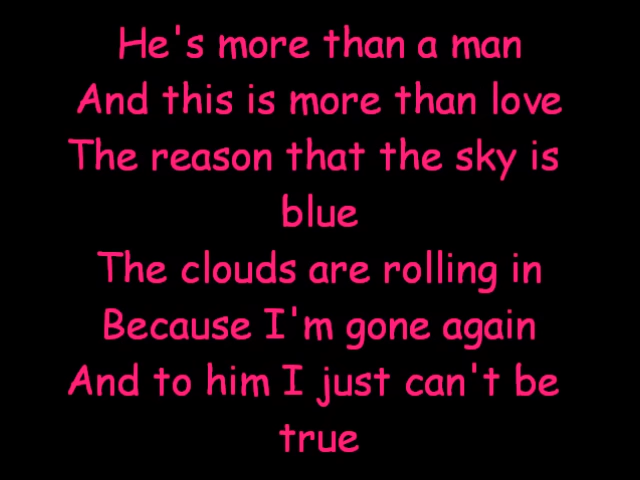 He's more than a man
And this is more than love
The reason that the sky is
blue
The clouds are rolling in
Because I'm gone again
And to him I just can't be
true